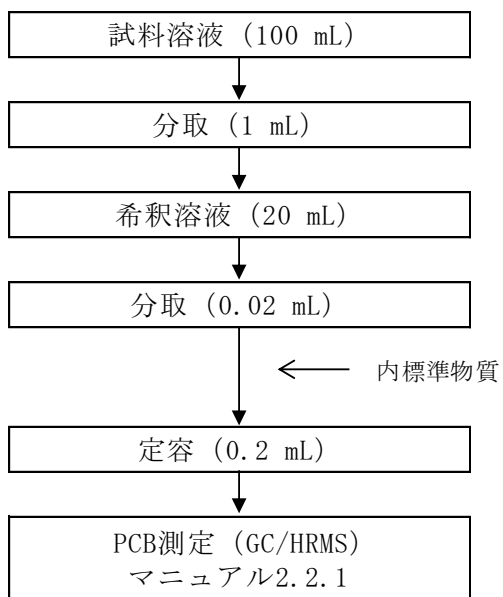 試料溶液 (100 mL)
分取 (1 mL)
希釈溶液 (20 mL)
分取 (0.02 mL)
内標準物質
定容 (0.2 mL)
PCB測定 (GC/HRMS)
マニュアル2.2.1